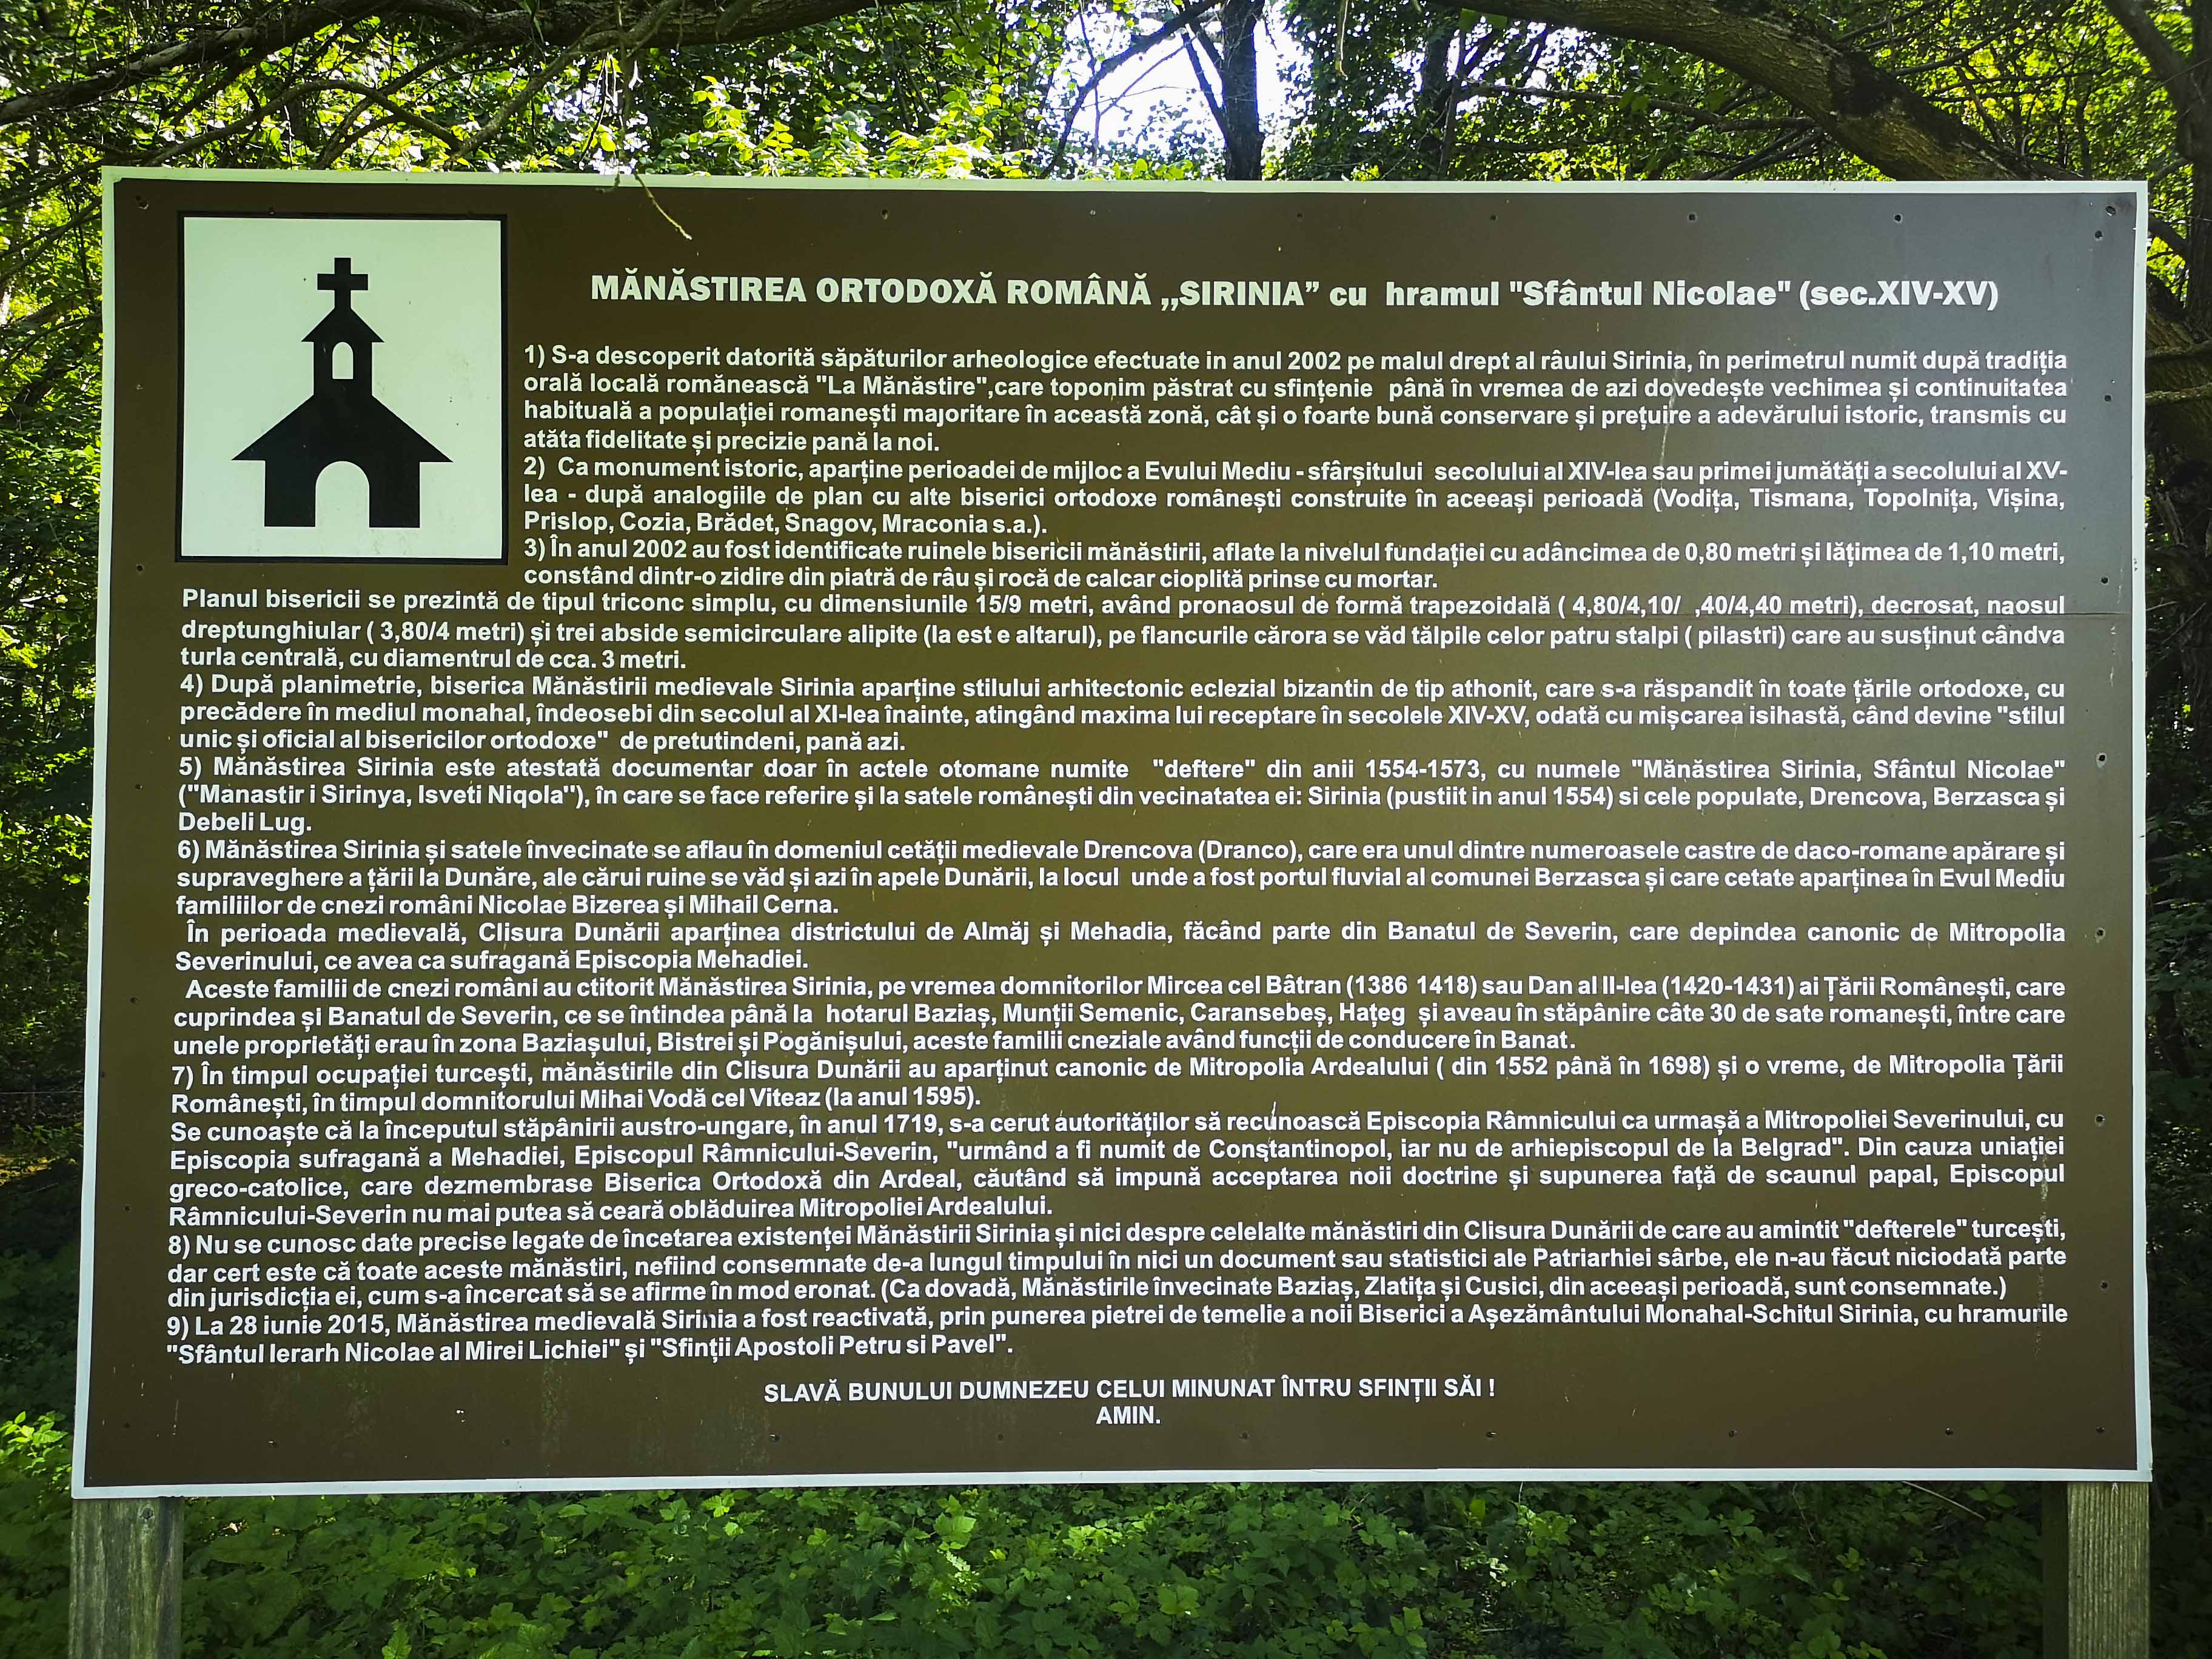 MĂNĂSTIREA ORTODOXĂ ROMÂNĂ ,,SIRINIA” cu hramul "Sfântul Nicolae" (sec.XIV-XV)
1) S-a descoperit datorită săpăturilor arheologice efectuate in anul 2002 pe malul drept al râului Sirinia, în perimetrul numit după tradiția
orală locală romănească "La Mănăstire",care toponim păstrat cu sfințenie până în vremea de azi dovedește vechimea și continuitatea
habituală a populației romanești majoritare în această zonă, cât și o foarte bună conservare și prețuire a adevărului istoric, transmis cu
atăta fidelitate și precizie pană la noi.
2) Ca monument istoric, aparține perioadei de mijloc a Evului Mediu - sfârșitului secolului al XIV-lea sau primei jumătăți a secolului al XV-
lea - după analogiile de plan cu alte biserici ortodoxe românești construite în aceeași perioadă (Vodița, Tismana, Topolnița, Vișina,
Prislop, Cozia, Brădet, Snagov, Mraconia s.a.).
3) În anul 2002 au fost identificate ruinele bisericii mănăstirii, aflate la nivelul fundației cu adâncimea de 0,80 metri și lățimea de 1,10 metri,
constând dintr-o zidire din piatră de râu și rocă de calcar cioplită prinse cu mortar.
Planul bisericii se prezintă de tipul triconc simplu, cu dimensiunile 15/9 metri, având pronaosul de formă trapezoidală ( 4,80/4,10/ ,40/4,40 metri), decrosat, naosul
dreptunghiular ( 3,80/4 metri) și trei abside semicirculare alipite (la est e altarul), pe flancurile cărora se văd tălpile celor patru stalpi ( pilastri) care au susținut cândva
turla centrală, cu diamentrul de cca. 3 metri.
4) După planimetrie, biserica Mănăstirii medievale Sirinia aparține stilului arhitectonic eclezial bizantin de tip athonit, care s-a răspandit în toate țările ortodoxe, cu
precădere în mediul monahal, îndeosebi din secolul al XI-lea înainte, atingând maxima lui receptare în secolele XIV-XV, odată cu mișcarea isihastă, când devine "stilul
unic și oficial al bisericilor ortodoxe" de pretutindeni, pană azi.
5) Mănăstirea Sirinia este atestată documentar doar în actele otomane numite "deftere" din anii 1554-1573, cu numele "Mănăstirea Sirinia, Sfântul Nicolae"
("Manastir i Sirinya, Isveti Niqola"), în care se face referire și la satele românești din vecinatatea ei: Sirinia (pustiit in anul 1554) si cele populate, Drencova, Berzasca și
Debeli Lug.
6) Mănăstirea Sirinia și satele învecinate se aflau în domeniul cetății medievale Drencova (Dranco), care era unul dintre numeroasele castre de daco-romane apărare și
supraveghere a țării la Dunăre, ale cărui ruine se văd și azi în apele Dunării, la locul unde a fost portul fluvial al comunei Berzasca și care cetate aparținea în Evul Mediu
familiilor de cnezi români Nicolae Bizerea și Mihail Cerna.
În perioada medievală, Clisura Dunării aparținea districtului de Almăj și Mehadia, făcând parte din Banatul de Severin, care depindea canonic de Mitropolia
Severinului, ce avea ca sufragană Episcopia Mehadiei.
Aceste familii de cnezi români au ctitorit Mănăstirea Sirinia, pe vremea domnitorilor Mircea cel Bâtran (1386 1418) sau Dan al II-lea (1420-1431) ai Țării Românești, care
cuprindea și Banatul de Severin, ce se întindea până la hotarul Baziaș, Munții Semenic, Caransebeș, Hațeg și aveau în stăpânire câte 30 de sate romanești, între care
unele proprietăți erau în zona Baziașului, Bistrei și Pogănișului, aceste familii cneziale având funcții de conducere în Banat.
7) În timpul ocupației turcești, mănăstirile din Clisura Dunării au aparținut canonic de Mitropolia Ardealului ( din 1552 până în 1698) și o vreme, de Mitropolia Țării
Românești, în timpul domnitorului Mihai Vodă cel Viteaz (la anul 1595).
Se cunoaște că la începutul stăpânirii austro-ungare, în anul 1719, s-a cerut autorităților să recunoască Episcopia Râmnicului ca urmașă a Mitropoliei Severinului, cu
Episcopia sufragană a Mehadiei, Episcopul Râmnicului-Severin, "urmând a fi numit de Constantinopol, iar nu de arhiepiscopul de la Belgrad". Din cauza uniației
greco-catolice, care dezmembrase Biserica Ortodoxă din Ardeal, căutând să impună acceptarea noii doctrine și supunerea față de scaunul papal, Episcopul
Râmnicului-Severin nu mai putea să ceară oblăduirea Mitropoliei Ardealului.
8) Nu se cunosc date precise legate de încetarea existenței Mănăstirii Sirinia și nici despre celelalte mănăstiri din Clisura Dunării de care au amintit "defterele" turcești,
dar cert este că toate aceste mănăstiri, nefiind consemnate de-a lungul timpului în nici un document sau statistici ale Patriarhiei sârbe, ele n-au făcut niciodată parte
din jurisdicția ei, cum s-a încercat să se afirme în mod eronat. (Ca dovadă, Mănăstirile învecinate Baziaș, Zlatița și Cusici, din aceeași perioadă, sunt consemnate.)
9) La 28 iunie 2015, Mănăstirea medievală Sirinia a fost reactivată, prin punerea pietrei de temelie a noii Biserici a Așezământului Monahal-Schitul Sirinia, cu hramurile
"Sfântul Ierarh Nicolae al Mirei Lichiei" și "Sfinții Apostoli Petru si Pavel".
SLAVĂ BUNULUI DUMNEZEU CELUI MINUNAT ÎNTRU SFINȚII SĂI !
AMIN.